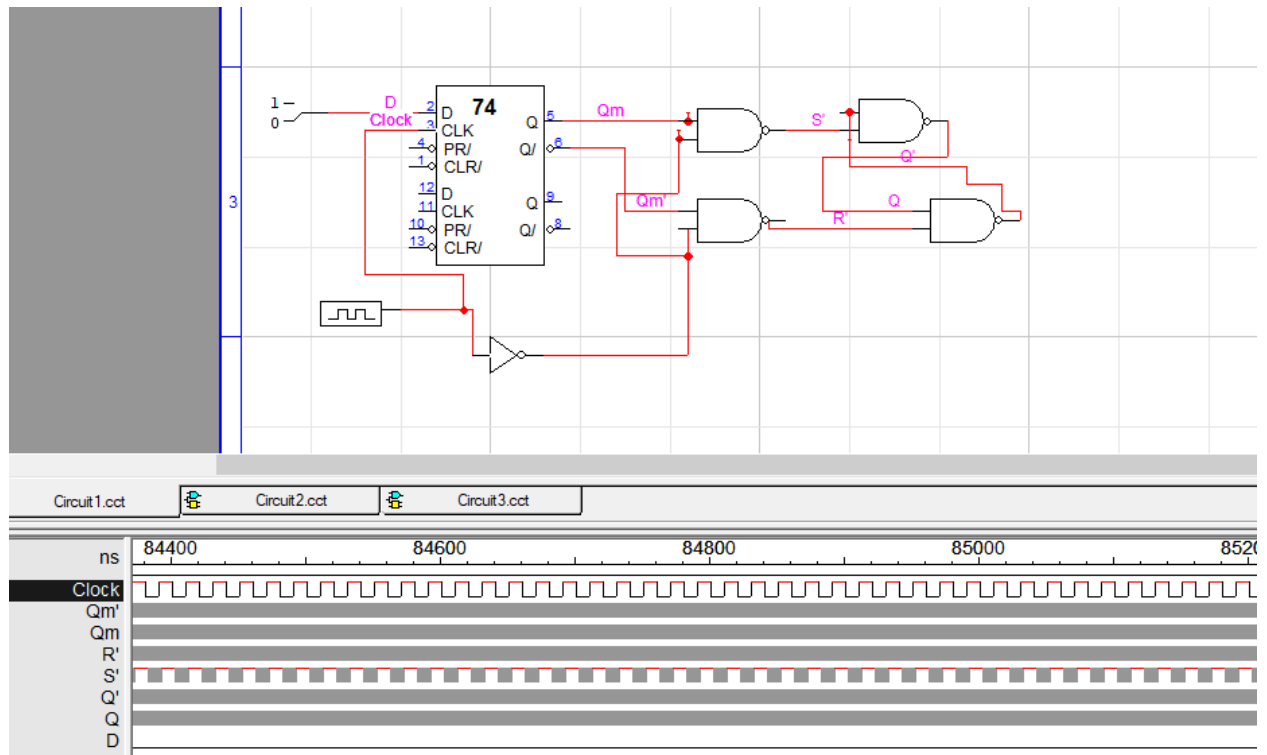 1
0
D
Clock
2
3
4
1
12
11
10
13
74
D
CLK
PR/
CLR/
D
CLK
PR/
CLR/
Q
Q/
Q
Q/
5
6
9
8
Qm
Qm'
S'
R'
Q'
Q
3
Circuit1.cct
Circuit2.cct
Circuit3.cct
ns
84400 84600 84800 85000
Clock
Qm'
Qm
R'
S'
Q'
Q
D